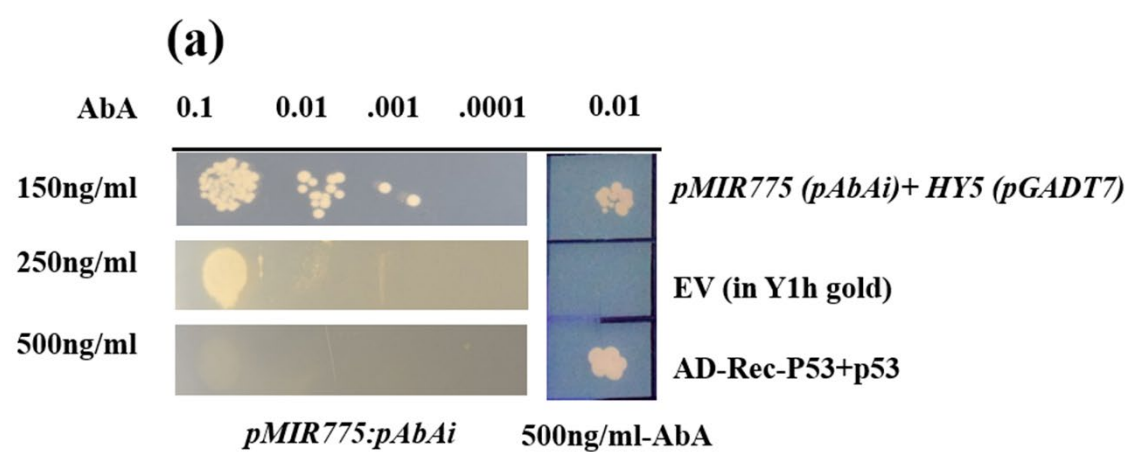 (a)
AbA 0.1 0.01 .001 .0001 0.01
150ng/ml pMIR775 (pAbAi)+ HY5 (pGADT7)
250ng/ml EV (in Y1h gold)
500ng/ml AD-Rec-P53+p53
pMIR775:pAbAi 500ng/ml-AbA